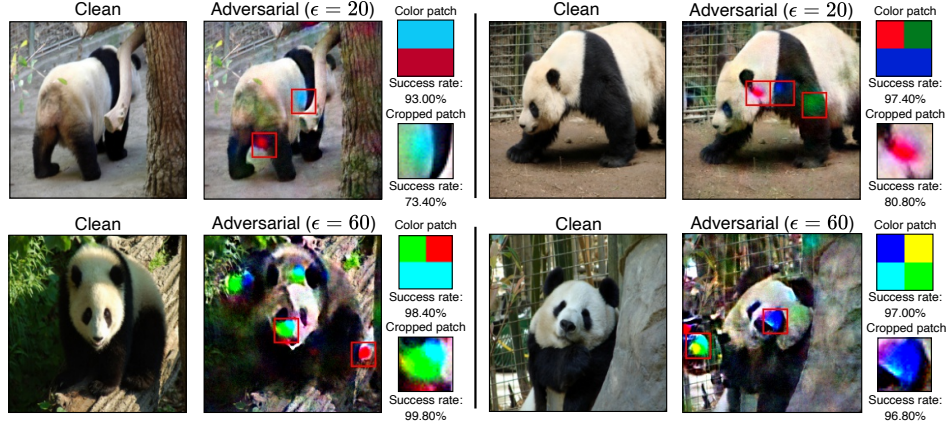 Clean
Adversarial (ϵ = 20)
Color patch
Success rate:
93.00%
Cropped patch
Success rate:
73.40%
Clean
Adversarial (ϵ = 20)
Color patch
Success rate:
97.40%
Cropped patch
Success rate:
80.80%
Clean
Adversarial (ϵ = 60)
Color patch
Success rate:
98.40%
Cropped patch
Success rate:
99.80%
Clean
Adversarial (ϵ = 60)
Color patch
Success rate:
97.00%
Cropped patch
Success rate:
96.80%